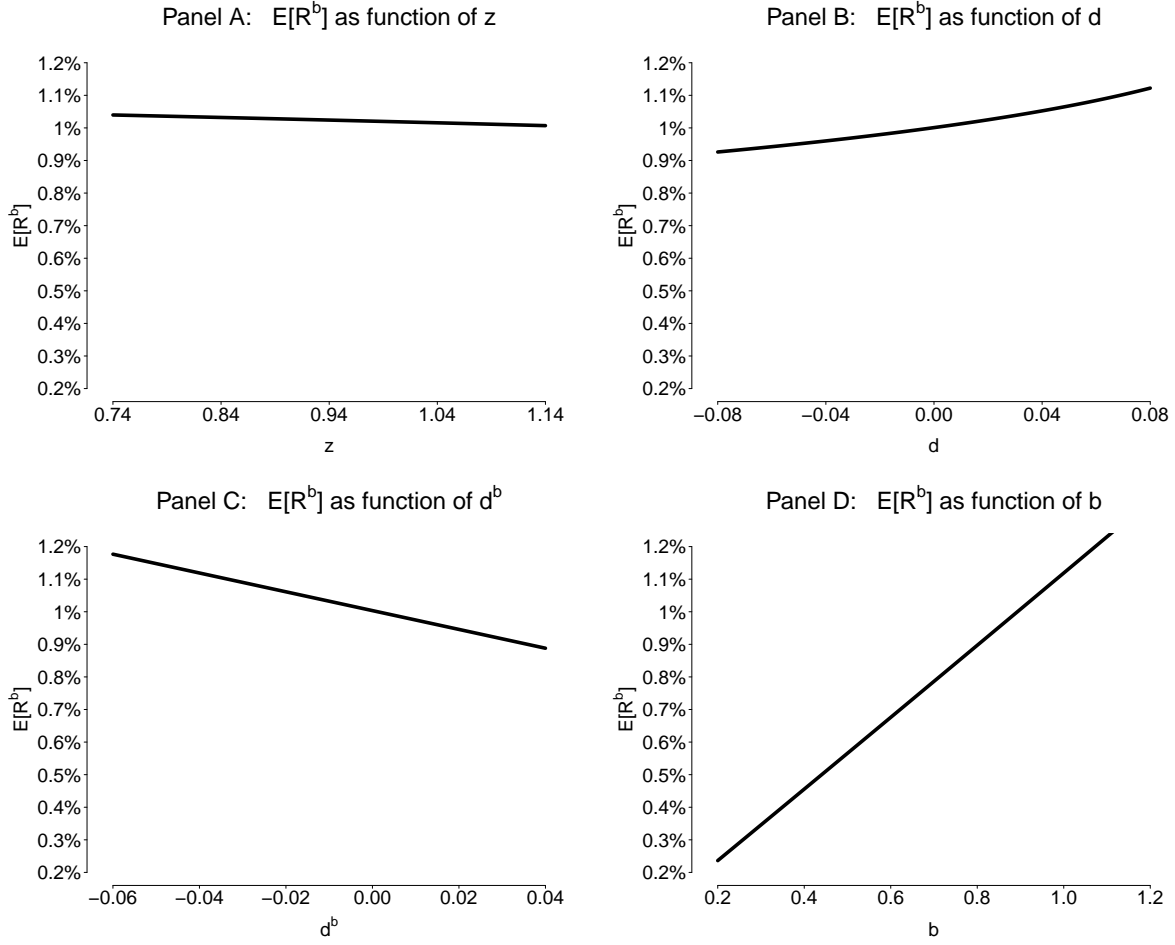 Panel A: E[R^b] as function of z
1.2%
1.1%
1%
0.9%
0.8%
0.7%
0.6%
0.5%
0.4%
0.3%
0.2%
E[R^b]
0.74 0.84 0.94 1.04 1.14
z
Panel B: E[R^b] as function of d
1.2%
1.1%
1%
0.9%
0.8%
0.7%
0.6%
0.5%
0.4%
0.3%
0.2%
E[R^b]
−0.08 −0.04 0.00 0.04 0.08
d
Panel C: E[R^b] as function of d^b
1.2%
1.1%
1%
0.9%
0.8%
0.7%
0.6%
0.5%
0.4%
0.3%
0.2%
E[R^b]
−0.06 −0.04 −0.02 0.00 0.02 0.04
d^b
Panel D: E[R^b] as function of b
1.2%
1.1%
1%
0.9%
0.8%
0.7%
0.6%
0.5%
0.4%
0.3%
0.2%
E[R^b]
0.2 0.4 0.6 0.8 1.0 1.2
b